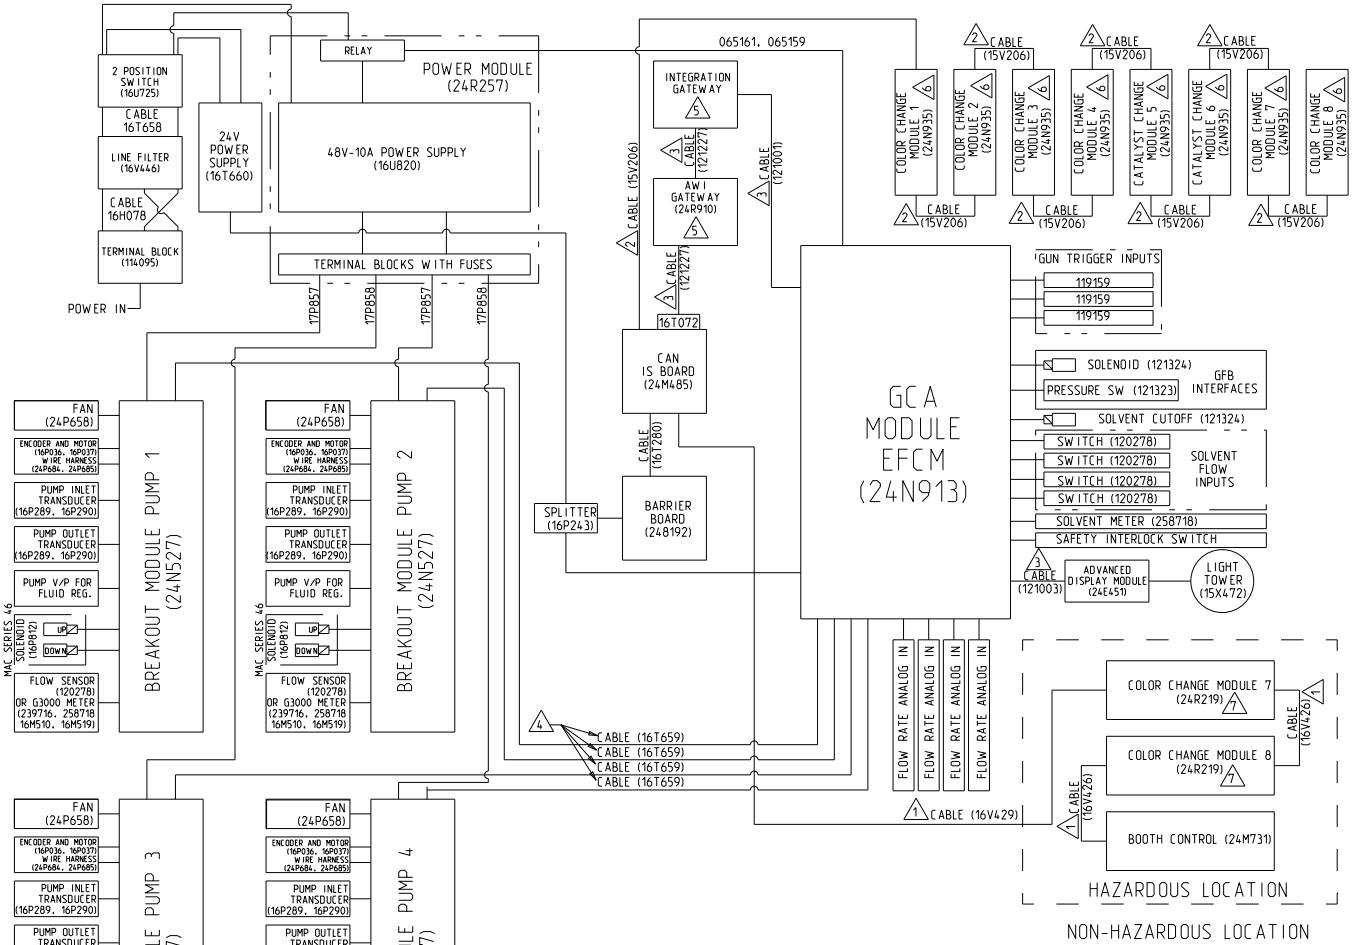 2 POSITION
SWITCH
(16U725)
CABLE
16T658
LINE FILTER
(16V446)
CABLE
16H078
TERMINAL BLOCK
(114095)
POWER IN
24V
POWER
SUPPLY
(16T660)
RELAY
POWER MODULE
(24R257)
48V-10A POWER SUPPLY
(16U820)
TERMINAL BLOCKS WITH FUSES
17P857
17P858
17P857
17P858
065161, 065159
INTEGRATION
GATEWAY
5
3
CABLE
(121227)
AWI
GATEWAY
(24R910)
5
3
CABLE
(121227)
16T072
CAN
IS BOARD
(24M485)
CABLE
(16T280)
BARRIER
BOARD
(248192)
SPLITTER
(16P243)
2
CABLE (15V206)
3
CABLE
(121001)
GCA
MODULE
EFCM
(24N913)
2
CABLE
(15V206)
2
CABLE
(15V206)
2
CABLE
(15V206)
COLOR CHANGE
MODULE 1
(24N935)
6
COLOR CHANGE
MODULE 2
(24N935)
6
COLOR CHANGE
MODULE 3
(24N935)
6
COLOR CHANGE
MODULE 4
(24N935)
6
CATALYST CHANGE
MODULE 5
(24N935)
6
CATALYST CHANGE
MODULE 6
(24N935)
6
COLOR CHANGE
MODULE 7
(24N935)
6
COLOR CHANGE
MODULE 8
(24N935)
6
2
CABLE
(15V206)
2
CABLE
(15V206)
2
CABLE
(15V206)
2
CABLE
(15V206)
GUN TRIGGER INPUTS
119159
119159
119159
SOLENOID (121324)
PRESSURE SW (121323)
GFB
INTERFACES
SOLVENT CUTOFF (121324)
SWITCH (120278)
SWITCH (120278)
SWITCH (120278)
SWITCH (120278)
SOLVENT
FLOW
INPUTS
SOLVENT METER (258718)
SAFETY INTERLOCK SWITCH
3
CABLE
(121003)
ADVANCED
DISPLAY MODULE
(24E451)
LIGHT
TOWER
(15X472)
FLOW RATE ANALOG IN
FLOW RATE ANALOG IN
FLOW RATE ANALOG IN
FLOW RATE ANALOG IN
COLOR CHANGE MODULE 7
(24R219)
7
1
CABLE
(16V426)
COLOR CHANGE MODULE 8
(24R219)
7
1
CABLE
(16V426)
BOOTH CONTROL (24M731)
HAZARDOUS LOCATION
NON-HAZARDOUS LOCATION
1
CABLE (16V429)
4
CABLE (16T659)
CABLE (16T659)
CABLE (16T659)
CABLE (16T659)
FAN
(24P658)
ENCODER AND MOTOR
(16P036, 16P037)
WIRE HARNESS
(24P684, 24P685)
PUMP INLET
TRANSDUCER
(16P289, 16P290)
PUMP OUTLET
TRANSDUCER
(16P289, 16P290)
PUMP V/P FOR
FLUID REG.
MAC SERIES 46
SOLENOID
(16P812)
UP
DOWN
FLOW SENSOR
(120278)
OR G3000 METER
(239716, 258718
16M510, 16M519)
BREAKOUT MODULE PUMP 1
(24N527)
FAN
(24P658)
ENCODER AND MOTOR
(16P036, 16P037)
WIRE HARNESS
(24P684, 24P685)
PUMP INLET
TRANSDUCER
(16P289, 16P290)
PUMP OUTLET
TRANSDUCER
(16P289, 16P290)
PUMP V/P FOR
FLUID REG.
MAC SERIES 46
SOLENOID
(16P812)
UP
DOWN
FLOW SENSOR
(120278)
OR G3000 METER
(239716, 258718
16M510, 16M519)
BREAKOUT MODULE PUMP 2
(24N527)
FAN
(24P658)
ENCODER AND MOTOR
(16P036, 16P037)
WIRE HARNESS
(24P684, 24P685)
PUMP INLET
TRANSDUCER
(16P289, 16P290)
PUMP OUTLET
TRANSDUCER
LE PUMP 3
7)
FAN
(24P658)
ENCODER AND MOTOR
(16P036, 16P037)
WIRE HARNESS
(24P684, 24P685)
PUMP INLET
TRANSDUCER
(16P289, 16P290)
PUMP OUTLET
TRANSDUCER
LE PUMP 4
7)